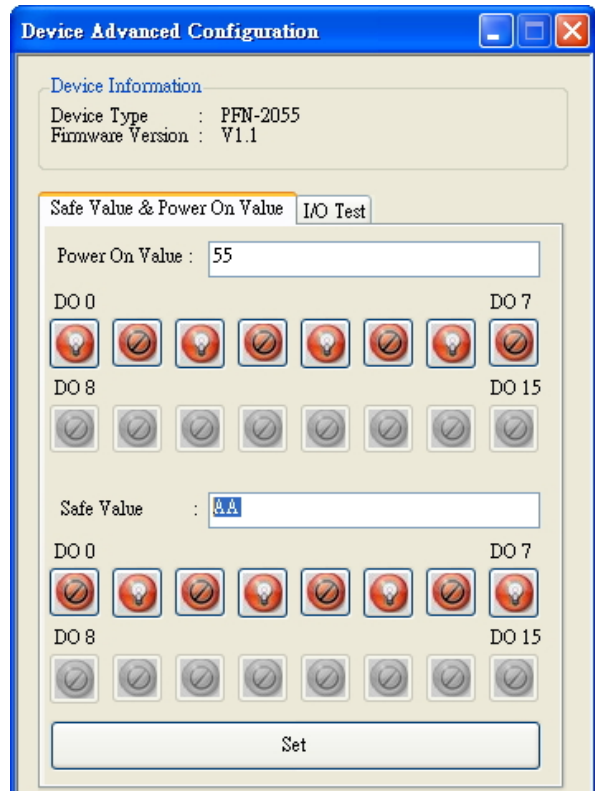 Device Advanced Configuration
Device Information
Device Type : PFN-2055
Firmware Version : V1.1
Safe Value & Power On Value I/O Test
Power On Value : 55
DO 0 DO 7
DO 8 DO 15
Safe Value : AA
DO 0 DO 7
DO 8 DO 15
Set